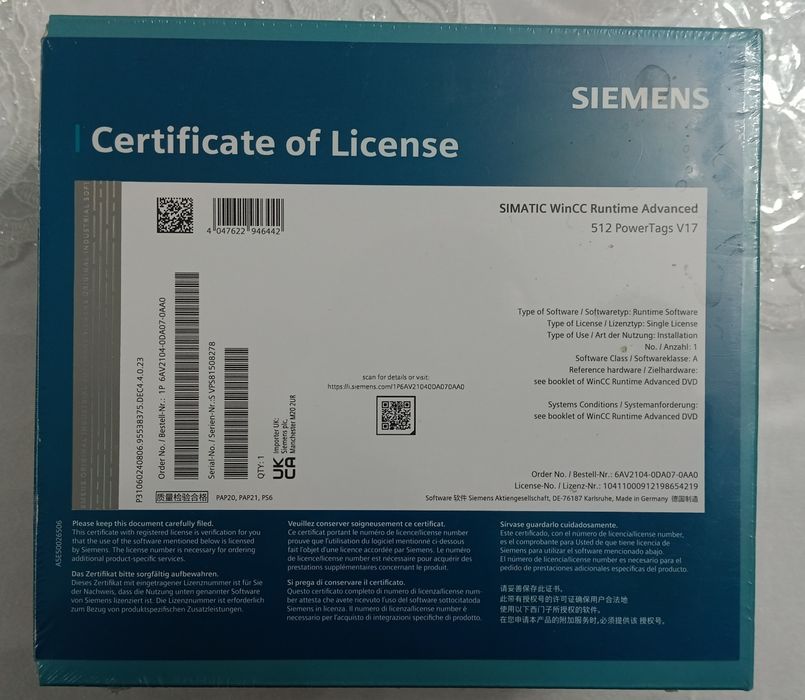 SIEMENS
Certificate of License
4 047622 946442
SIMATIC WinCC Runtime Advanced
512 PowerTags V17
Type of Software / Softwaretyp: Runtime Software
Type of License / Lizenztyp: Single License
Type of Use / Art der Nutzung: Installation
No. / Anzahl: 1
Software Class / Softwareklasse: A
Reference hardware / Zielhardware:
see booklet of WinCC Runtime Advanced DVD
Systems Conditions / Systemanforderung:
see booklet of WinCC Runtime Advanced DVD
P31060240806.95538375.DEC4.4.0.23
Order No. / Bestell-Nr.: 1P 6AV2104-0DA07-0AA0
Serial-No. / Serien-Nr.:S VPS81508278
QTY: 1
UK
CA
Importer UK:
Siemens plc,
Manchester M20 2UR
scan for details or visit:
https://i.siemens.com/1P6AV21040DA070AA0
质量检验合格
PAP20, PAP21, PS6
Order No. / Bestell-Nr.: 6AV2104-0DA07-0AA0
License-No. / Lizenz-Nr.: 10411000912198654219
Software 软件 Siemens Aktiengesellschaft, DE-76187 Karlsruhe, Made in Germany 德国制造
A5E50026506
Please keep this document carefully filed.
This certificate with registered license is verification for you
that the use of the software mentioned below is licensed
by Siemens. The license number is necessary for ordering
additional product-specific services.
Das Zertifikat bitte sorgfältig aufbewahren.
Dieses Zertifikat mit eingetragener Lizenznummer ist für Sie
der Nachweis, dass die Nutzung unten genannter Software
von Siemens lizenziert ist. Die Lizenznummer ist erforderlich
zum Bezug von produktspezifischen Zusatzleistungen.
Veuillez conserver soigneusement ce certificat.
Ce certificat portant le numéro de licence/license number
prouve que l'utilisation du logiciel mentionné ci-dessous
fait l'objet d'une licence accordée par Siemens. Le numéro
de licence/license number est nécessaire pour acquérir des
prestations supplémentaires concernant le produit.
Si prega di conservare il certificato.
Questo certificato completo di numero di licenza/license num-
ber attesta che avete ricevuto l'uso del software sottocitatoda
Siemens in licenza. Il numero di licenza/license number è
necessario per l'acquisto di integrazioni specifiche di prodotto.
Sírvase guardarlo cuidadosamente.
Este certificado, con el número de licencia/license number,
es el comprobante para Usted de que tiene licencia de
Siemens para utilizar el software mencionado abajo.
El número de licencia/license number es necesario para el
pedido de prestaciones adicionales específicas del producto.
请妥善保存此证书。
此带有授权号的许可证确保用户合法地
使用以下西门子所授权的软件。
在您申请本产品的附加服务时,必须提供该 授权号。